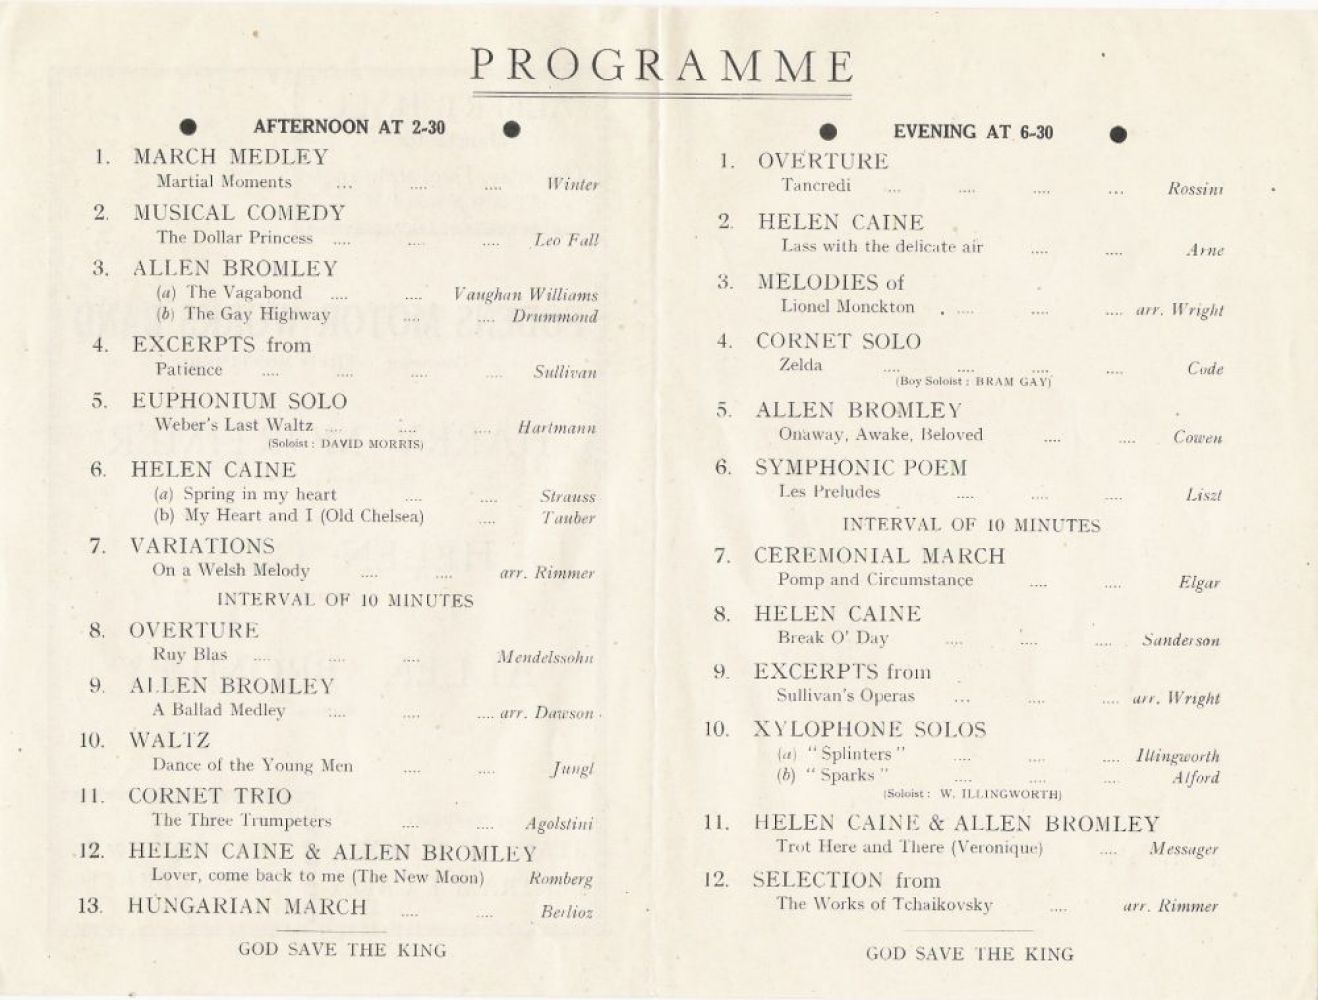 PROGRAMME
AFTERNOON AT 2-30
1. MARCH MEDLEY
Martial Moments ... .... .... Winter
2. MUSICAL COMEDY
The Dollar Princess .... .... .... Leo Fall
3. ALLEN BROMLEY
(a) The Vagabond .... .... Vaughan Williams
(b) The Gay Highway .... .... Drummond
4. EXCERPTS from
Patience .... .... .... .... Sullivan
5. EUPHONIUM SOLO
Weber's Last Waltz .... .... .... Hartmann
(Soloist : DAVID MORRIS)
6. HELEN CAINE
(a) Spring in my heart .... .... Strauss
(b) My Heart and I (Old Chelsea) .... Tauber
7. VARIATIONS
On a Welsh Melody .... .... arr. Rimmer
INTERVAL OF 10 MINUTES
8. OVERTURE
Ruy Blas .... .... .... Mendelssohn
9. ALLEN BROMLEY
A Ballad Medley .... .... .... arr. Dawson
10. WALTZ
Dance of the Young Men .... .... Jungl
11. CORNET TRIO
The Three Trumpeters .... .... Agolstini
12. HELEN CAINE & ALLEN BROMLEY
Lover, come back to me (The New Moon) Romberg
13. HUNGARIAN MARCH .... .... Berlioz
GOD SAVE THE KING
EVENING AT 6-30
1. OVERTURE
Tancredi ... .... .... ... Rossini
2. HELEN CAINE
Lass with the delicate air .... .... Arne
3. MELODIES of
Lionel Monckton .... .... .... arr. Wright
4. CORNET SOLO
Zelda .... .... .... .... Code
(Boy Soloist : BRAM GAY)
5. ALLEN BROMLEY
Onaway, Awake, Beloved .... .... Cowen
6. SYMPHONIC POEM
Les Preludes .... .... .... Liszt
INTERVAL OF 10 MINUTES
7. CEREMONIAL MARCH
Pomp and Circumstance .... .... Elgar
8. HELEN CAINE
Break O' Day .... .... .... Sanderson
9. EXCERPTS from
Sullivan's Operas ... .... .... arr. Wright
10. XYLOPHONE SOLOS
(a) " Splinters " .... .... .... Illingworth
(b) " Sparks " .... .... .... Alford
(Soloist : W. ILLINGWORTH)
11. HELEN CAINE & ALLEN BROMLEY
Trot Here and There (Veronique) .... Messager
12. SELECTION from
The Works of Tchaikovsky .... arr. Rimmer
GOD SAVE THE KING